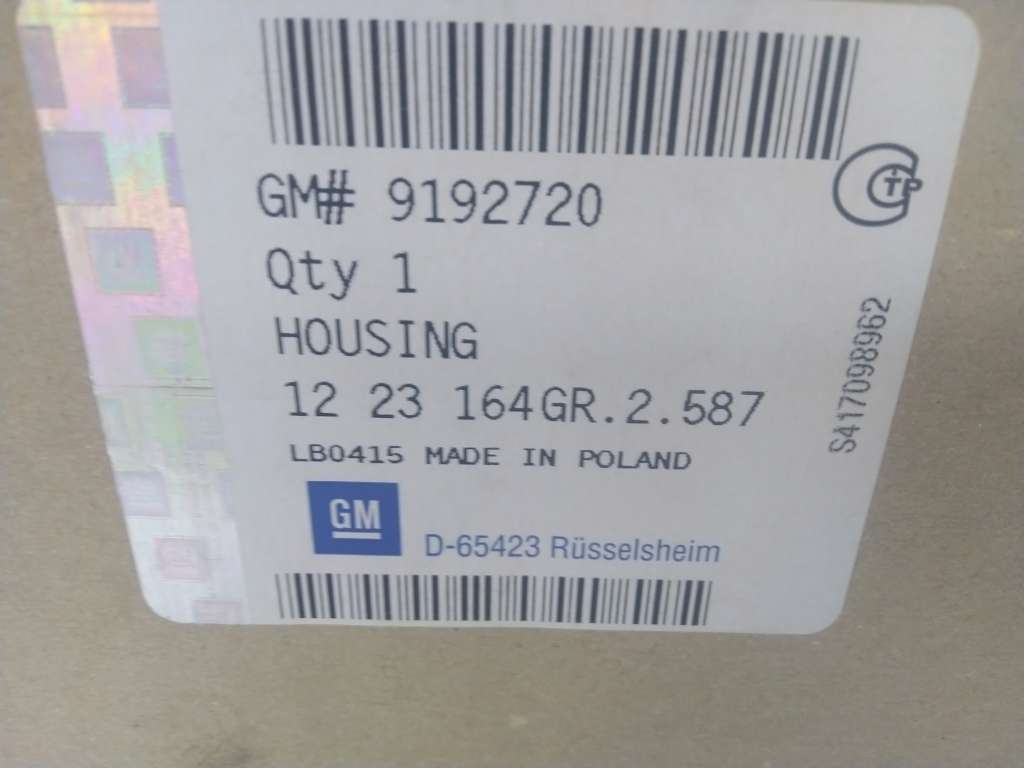 GM# 9192720
Qty 1
HOUSING
12 23 164GR.2.587
LB0415 MADE IN POLAND
GM
D-65423 Rüsselsheim
S417098962